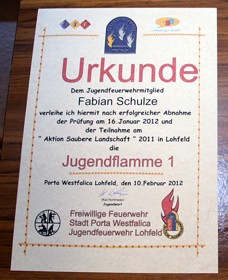 Urkunde
Dem Jugendfeuerwehrmitglied
Fabian Schulze
verleihe ich hiermit nach erfolgreicher Abnahme
der Prüfung am 16.Januar 2012 und
der Teilnahme am
" Aktion Saubere Landschaft " 2011 in Lohfeld
die
Jugendflamme 1
Porta Westfalica Lohfeld, den 10.Februar 2012
Jugendwart
Freiwillige Feuerwehr
Stadt Porta Westfalica
Jugendfeuerwehr Lohfeld